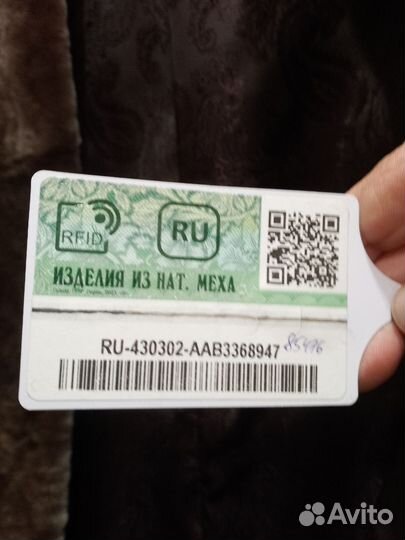 RFID
RU
ИЗДЕЛИЯ ИЗ НАТ. МЕХА
RU-430302-AAB3368947
85496
Avito